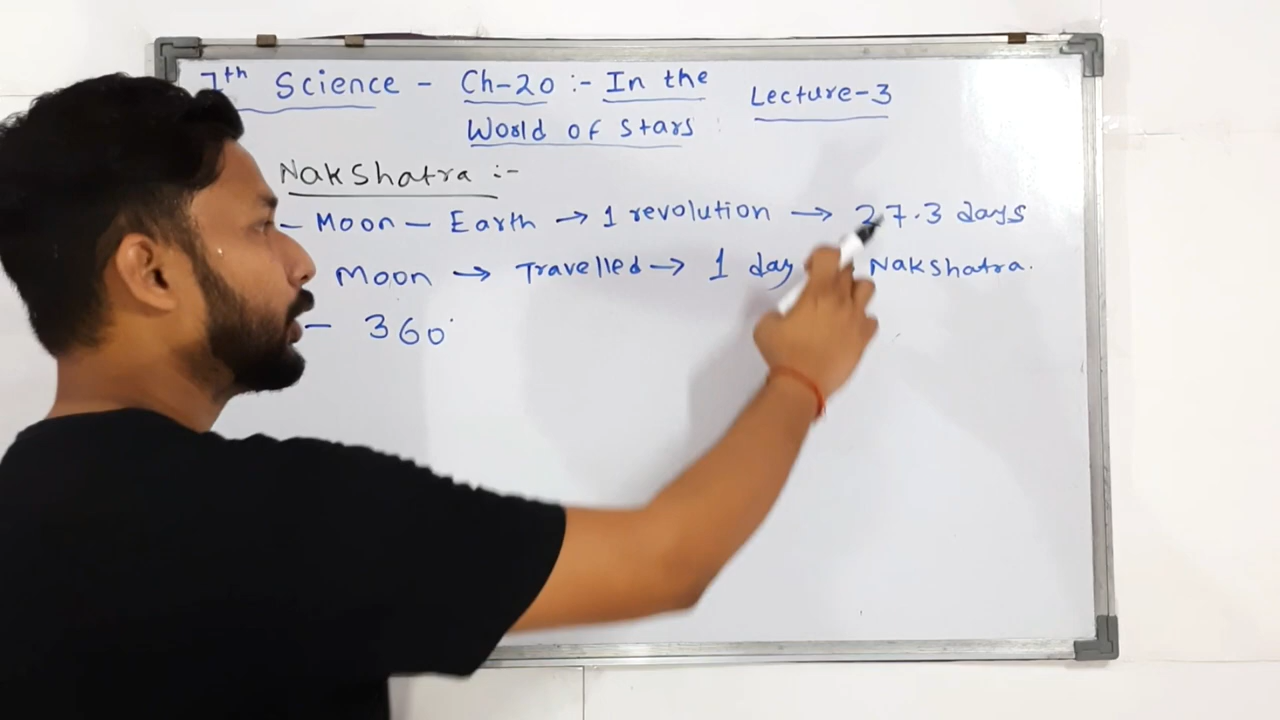 7th Science - Ch-20 :- In the
World of Stars
Lecture-3
Nakshatra :-
- Moon - Earth → 1 revolution → 27.3 days
Moon → Travelled → 1 day Nakshatra.
- 360°